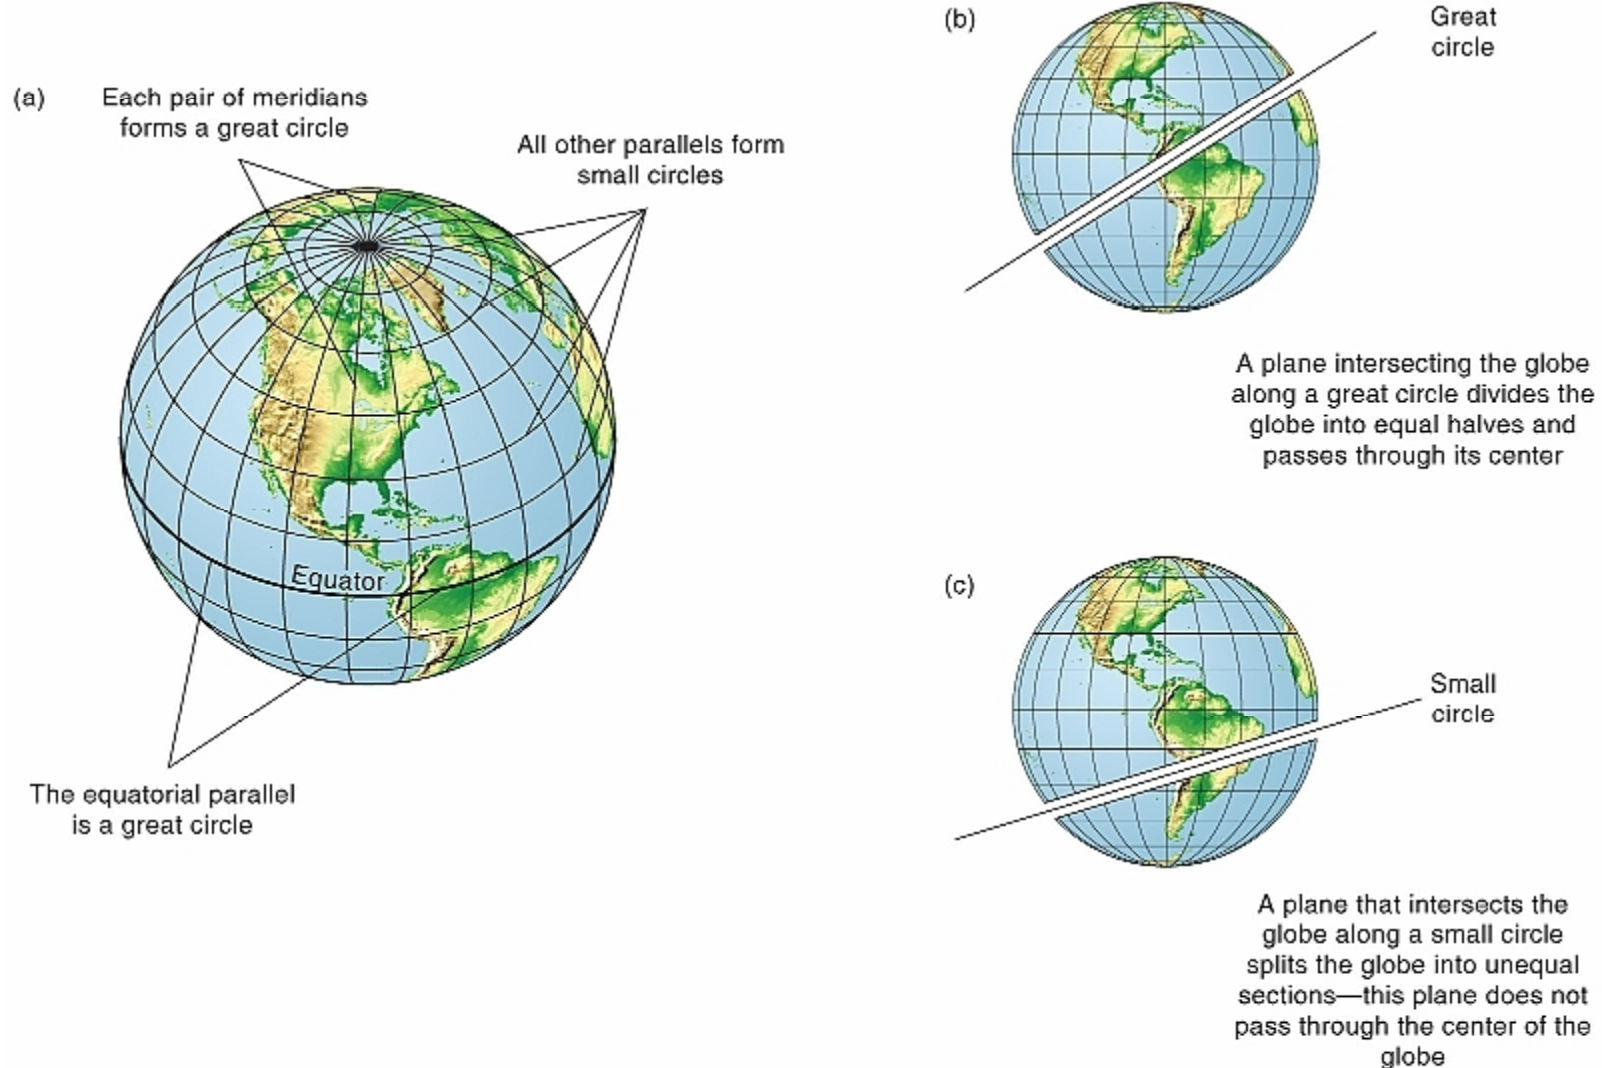 (a)
Each pair of meridians
forms a great circle
All other parallels form
small circles
Equator
The equatorial parallel
is a great circle
(b)
Great
circle
A plane intersecting the globe
along a great circle divides the
globe into equal halves and
passes through its center
(c)
Small
circle
A plane that intersects the
globe along a small circle
splits the globe into unequal
sections—this plane does not
pass through the center of the
globe